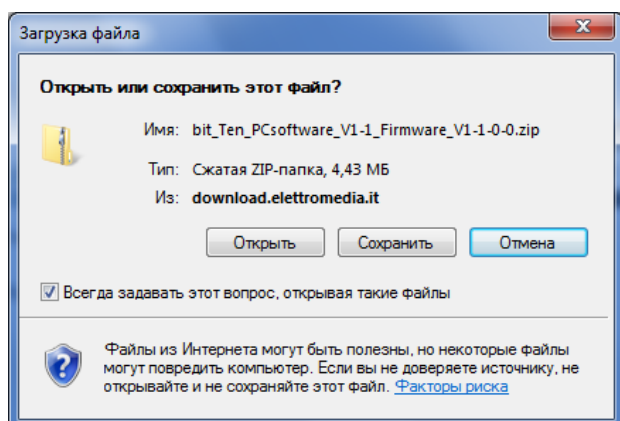 Загрузка файла
Открыть или сохранить этот файл?
Имя: bit_Ten_PCsoftware_V1-1_Firmware_V1-1-0-0.zip
Тип: Сжатая ZIP-папка, 4,43 МБ
Из: download.elettromedia.it
Открыть Сохранить Отмена
Всегда задавать этот вопрос, открывая такие файлы
Файлы из Интернета могут быть полезны, но некоторые файлы
могут повредить компьютер. Если вы не доверяете источнику, не
открывайте и не сохраняйте этот файл. Факторы риска